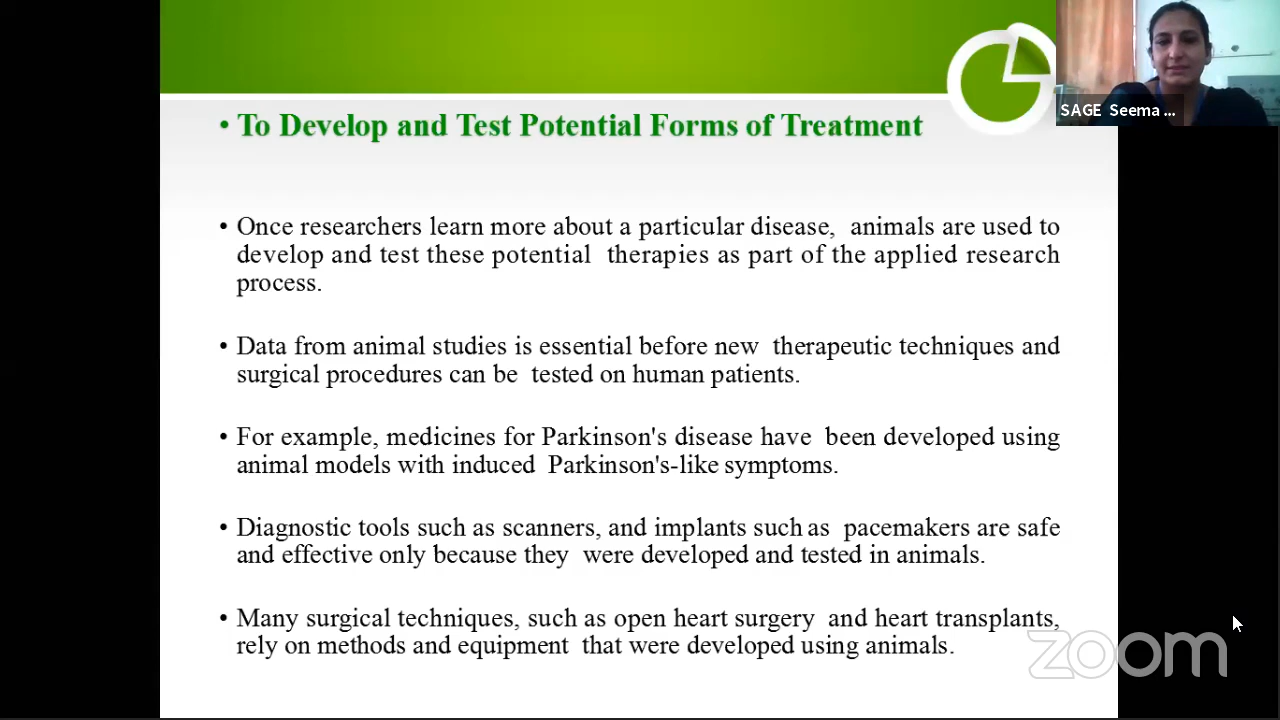 SAGE Seema ...
• To Develop and Test Potential Forms of Treatment
• Once researchers learn more about a particular disease, animals are used to
develop and test these potential therapies as part of the applied research
process.
• Data from animal studies is essential before new therapeutic techniques and
surgical procedures can be tested on human patients.
• For example, medicines for Parkinson's disease have been developed using
animal models with induced Parkinson's-like symptoms.
• Diagnostic tools such as scanners, and implants such as pacemakers are safe
and effective only because they were developed and tested in animals.
• Many surgical techniques, such as open heart surgery and heart transplants,
rely on methods and equipment that were developed using animals.
zoom